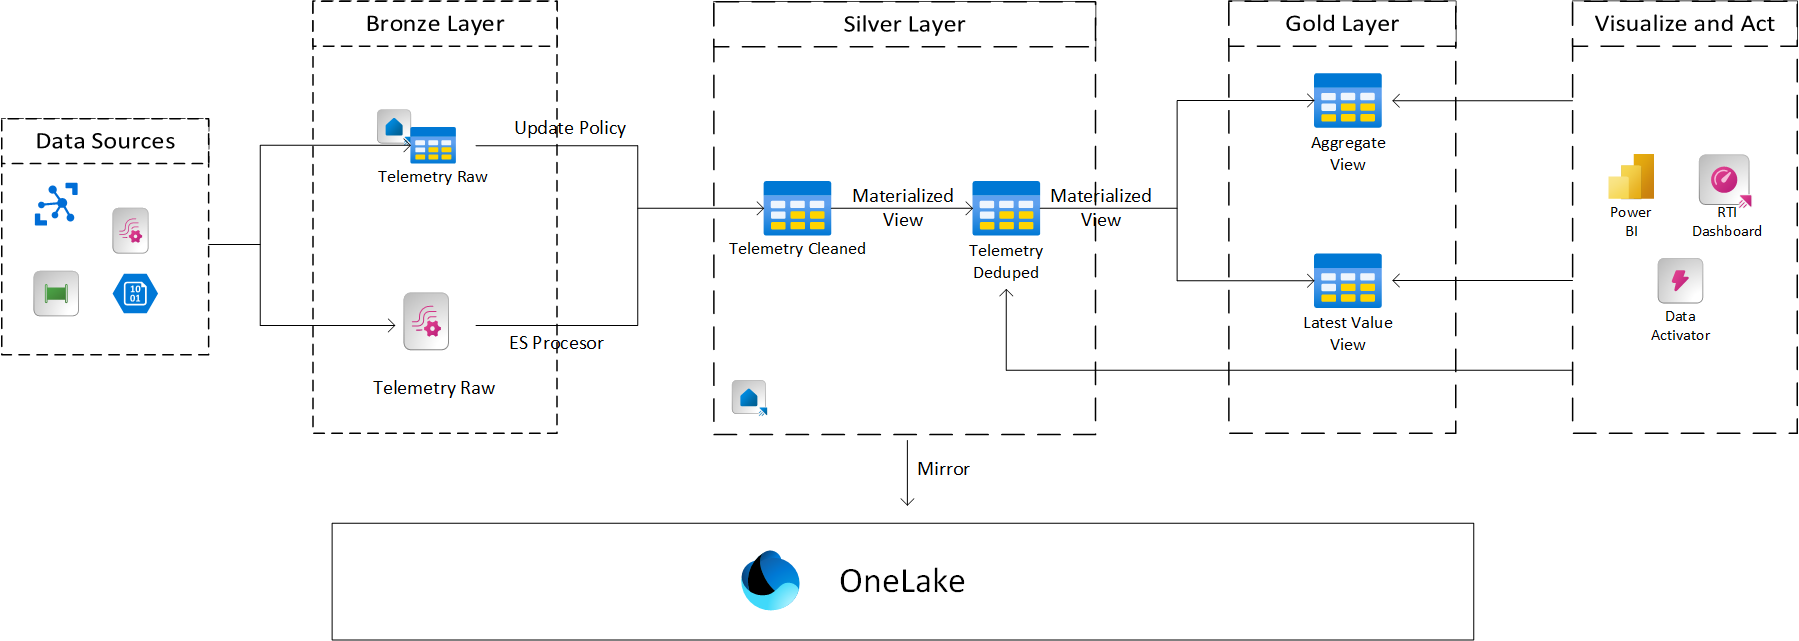 Data Sources
10
01
Bronze Layer
Telemetry Raw
Update Policy
ES Procesor
Telemetry Raw
Silver Layer
Telemetry Cleaned
Materialized
View
Telemetry
Deduped
Materialized
View
Gold Layer
Aggregate
View
Latest Value
View
Visualize and Act
Power
BI
RTI
Dashboard
Data
Activator
Mirror
OneLake